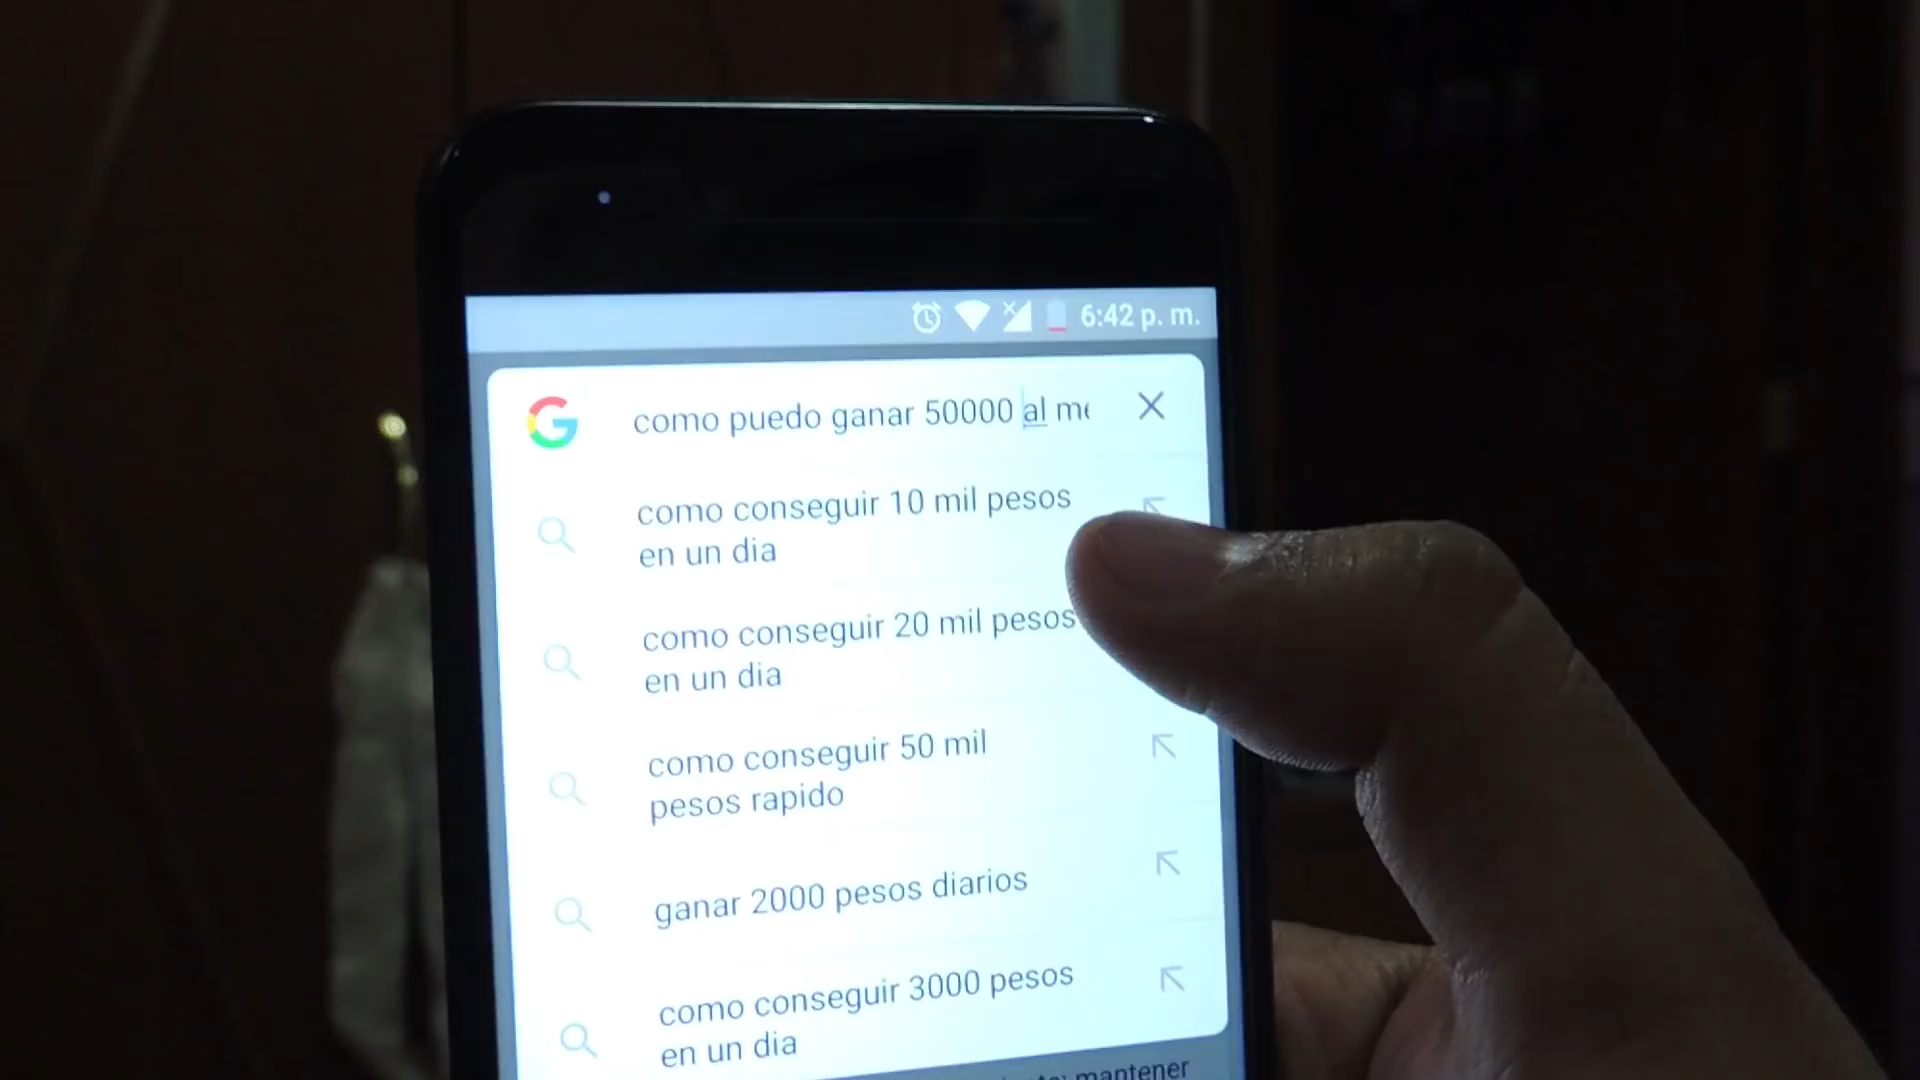 6:42 p. m.
como puedo ganar 50000 al
como conseguir 10 mil pesos
en un dia
como conseguir 20 mil pesos
en un dia
como conseguir 50 mil
pesos rapido
ganar 2000 pesos diarios
como conseguir 3000 pesos
en un dia
mantener